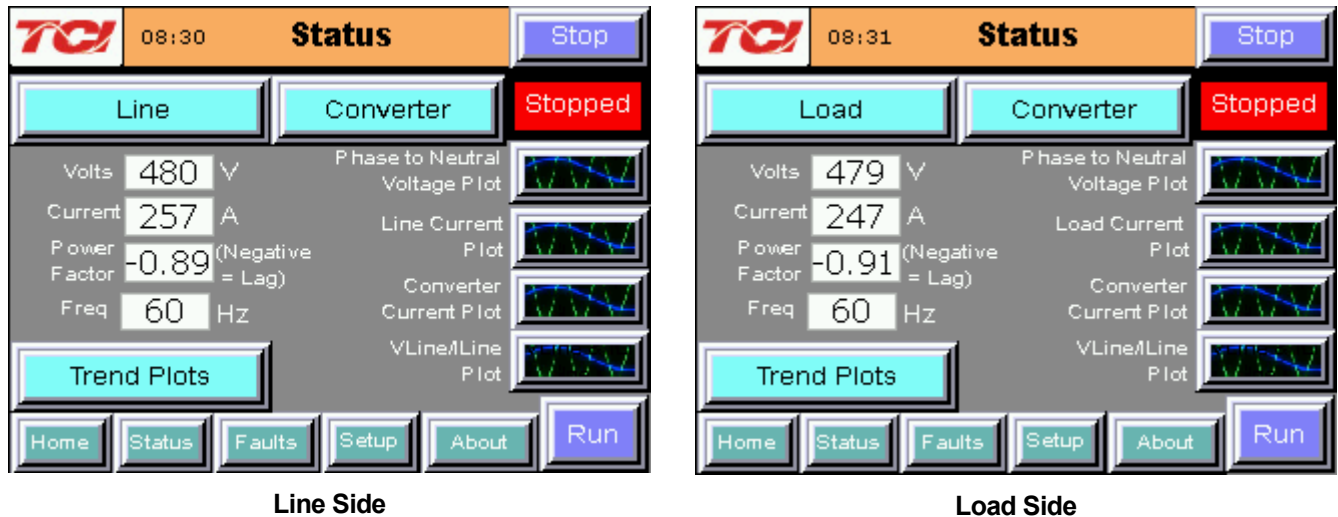 TCI 08:30 Status Stop
Line Converter Stopped
Volts 480 V
Phase to Neutral
Voltage Plot
Current 257 A
Line Current
Plot
Power
Factor -0.89 (Negative
= Lag)
Converter
Current Plot
Freq 60 Hz
VLine/ILine
Plot
Trend Plots
Home Status Faults Setup About Run
Line Side
TCI 08:31 Status Stop
Load Converter Stopped
Volts 479 V
Phase to Neutral
Voltage Plot
Current 247 A
Load Current
Plot
Power
Factor -0.91 (Negative
= Lag)
Converter
Current Plot
Freq 60 Hz
VLine/ILine
Plot
Trend Plots
Home Status Faults Setup About Run
Load Side